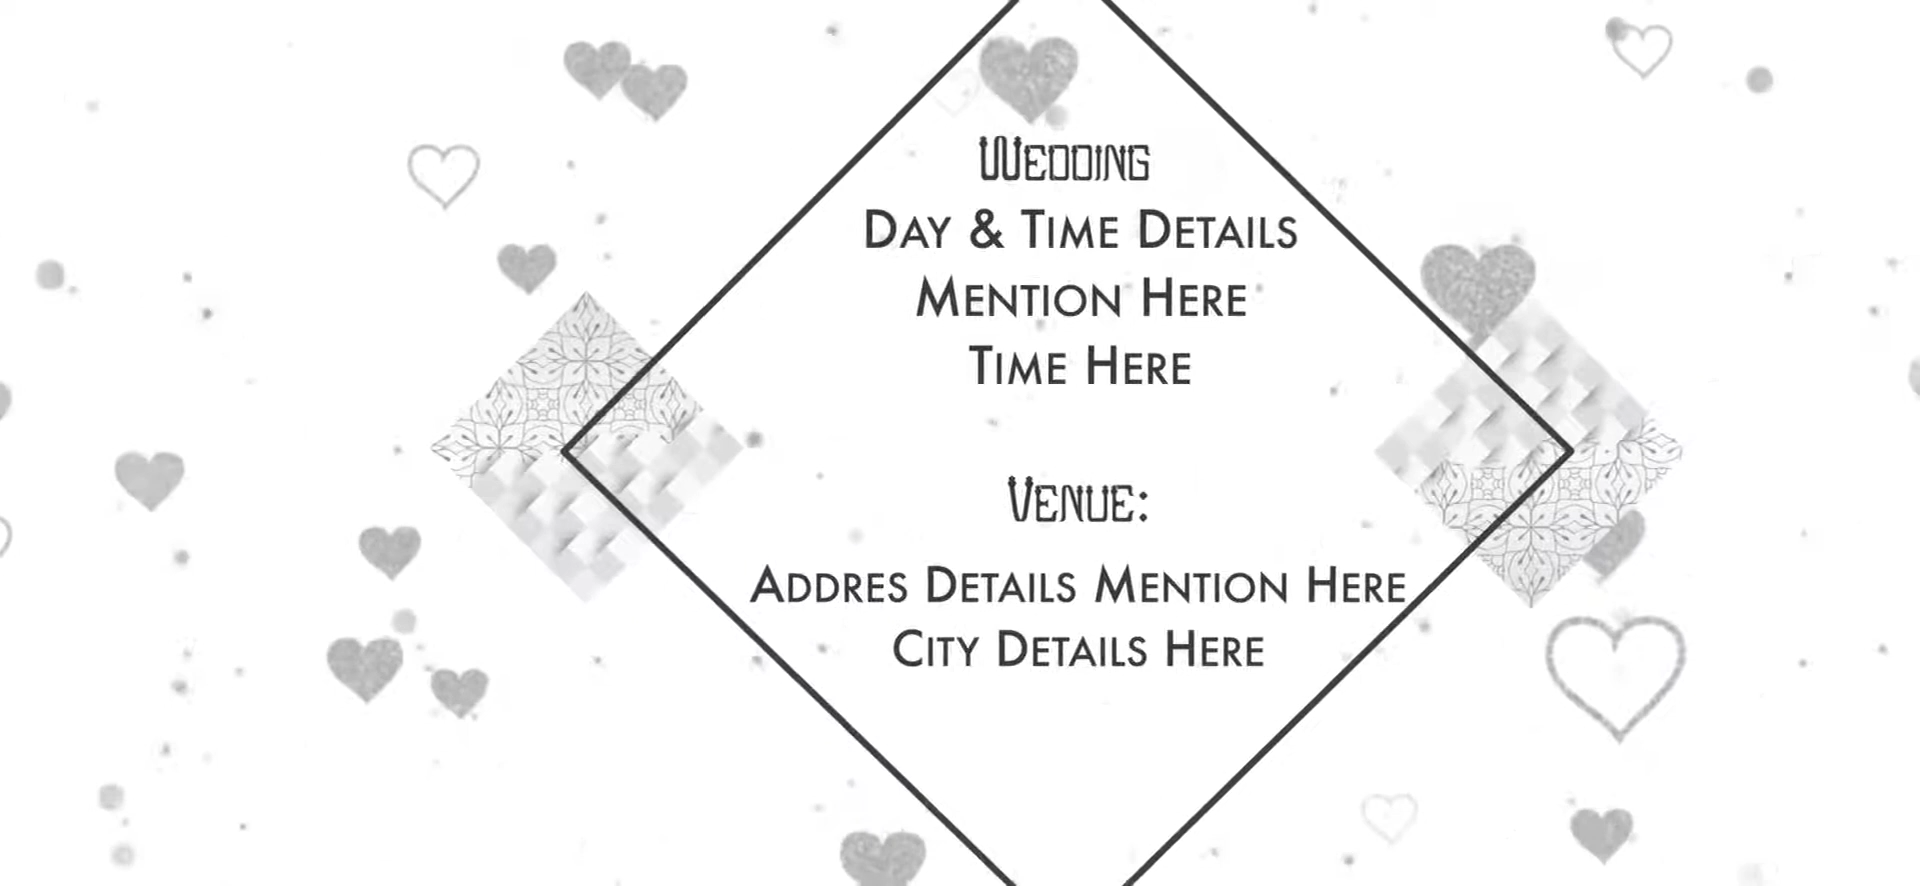 Wedding
Day & Time Details
Mention Here
Time Here
Venue:
Addres Details Mention Here
City Details Here